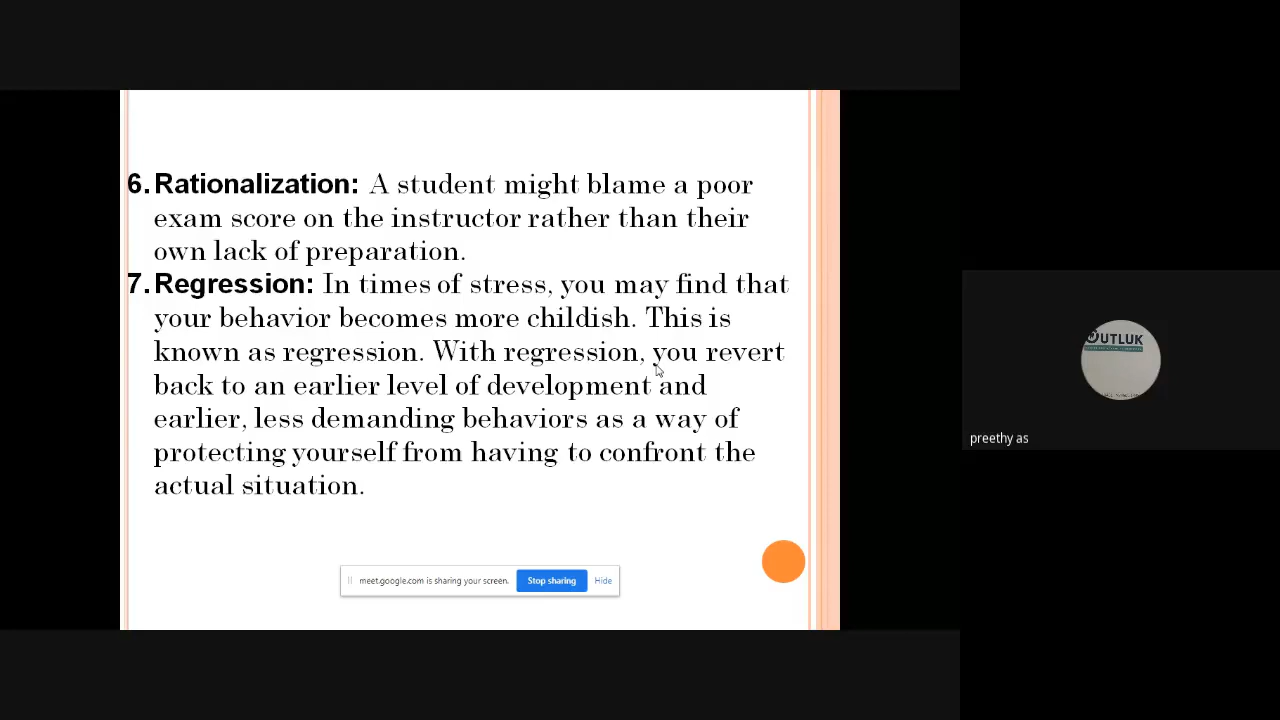 6. Rationalization: A student might blame a poor
exam score on the instructor rather than their
own lack of preparation.
7. Regression: In times of stress, you may find that
your behavior becomes more childish. This is
known as regression. With regression, you revert
back to an earlier level of development and
earlier, less demanding behaviors as a way of
protecting yourself from having to confront the
actual situation.
meet.google.com is sharing your screen.
Stop sharing
Hide
OUTLUK
preethy as